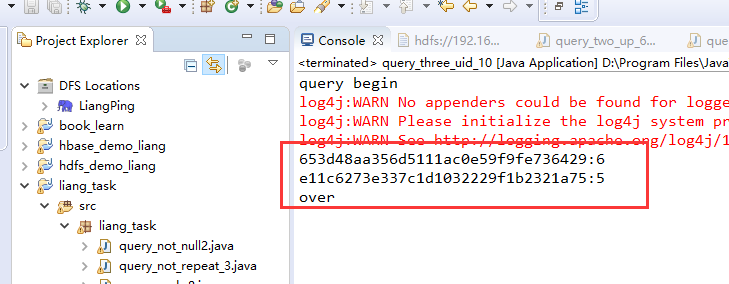 Project Explorer
DFS Locations
LiangPing
book_learn
hbase_demo_liang
hdfs_demo_liang
liang_task
src
liang_task
query_not_null2.java
query_not_repeat_3.java
Console
hdfs://192.16...
query_two_up_6...
<terminated> query_three_uid_10 [Java Application] D:\Program Files\Java
query begin
log4j:WARN No appenders could be found for logge
log4j:WARN Please initialize the log4j system pr
log4j:WARN See http://logging.apache.org/log4j/1
653d48aa356d5111ac0e59f9fe736429:6
e11c6273e337c1d1032229f1b2321a75:5
over